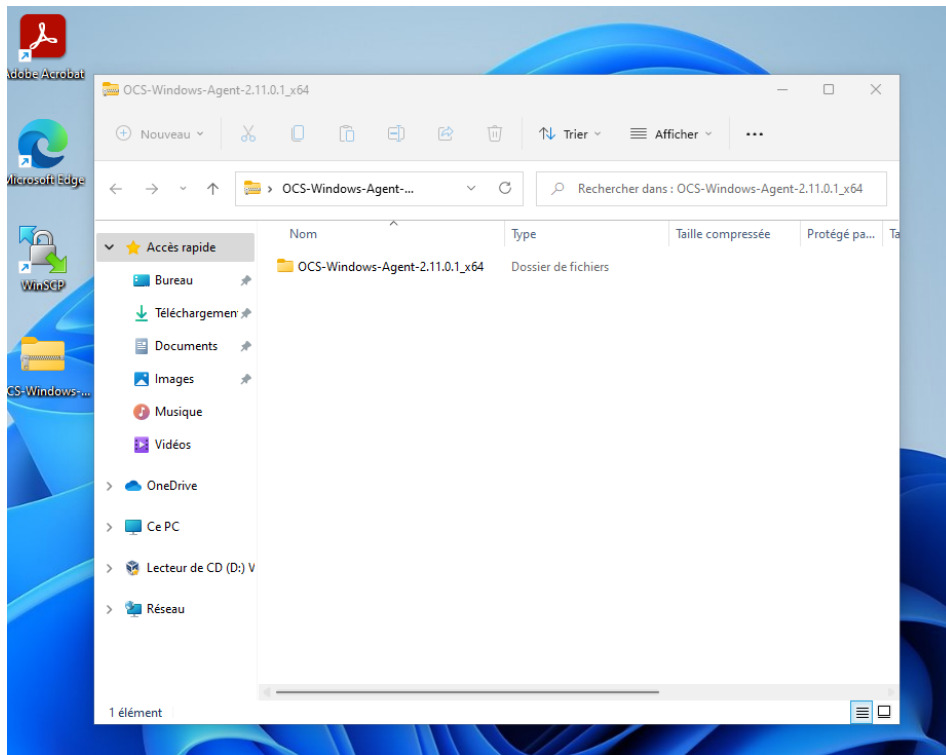 Adobe Acrobat
OCS-Windows-Agent-2.11.0.1_x64
Nouveau
Trier
Afficher
Microsoft Edge
OCS-Windows-Agent-...
Rechercher dans : OCS-Windows-Agent-2.11.0.1_x64
Nom Type Taille compressée Protégé pa... Ta
Accès rapide
OCS-Windows-Agent-2.11.0.1_x64 Dossier de fichiers
Bureau
WinSCP
Téléchargemen
Documents
Images
CS-Windows-...
Musique
Vidéos
OneDrive
Ce PC
Lecteur de CD (D:) V
Réseau
1 élément